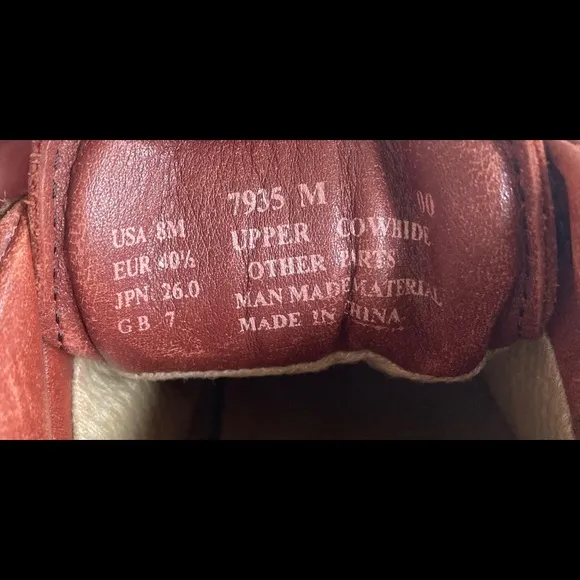 USA 8M
EUR 40½
JPN 26.0
GB 7
7935 M 00
UPPER COWHIDE
OTHER PARTS
MAN MADE MATERIAL
MADE IN CHINA